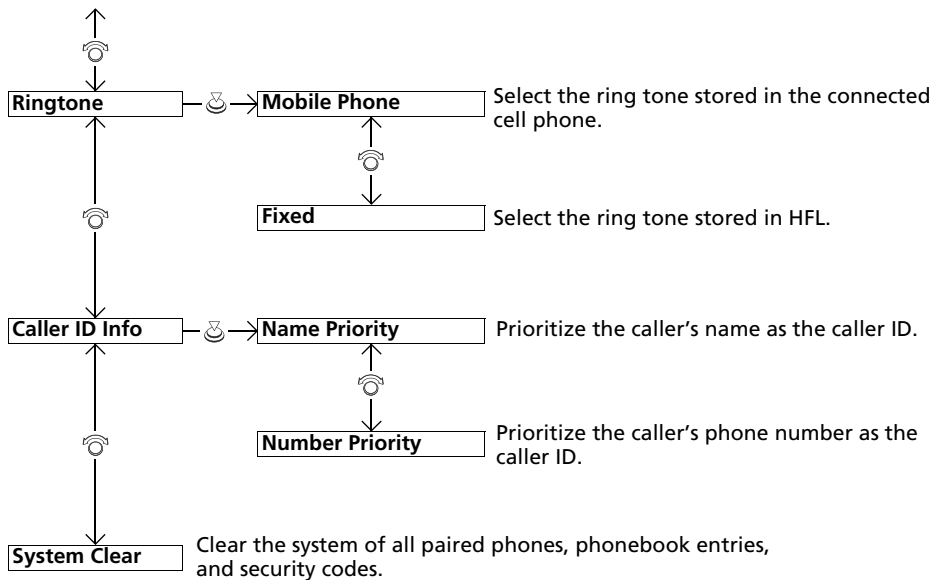 Ringtone
Mobile Phone
Select the ring tone stored in the connected
cell phone.
Fixed
Select the ring tone stored in HFL.
Caller ID Info
Name Priority
Prioritize the caller's name as the caller ID.
Number Priority
Prioritize the caller's phone number as the
caller ID.
System Clear
Clear the system of all paired phones, phonebook entries,
and security codes.